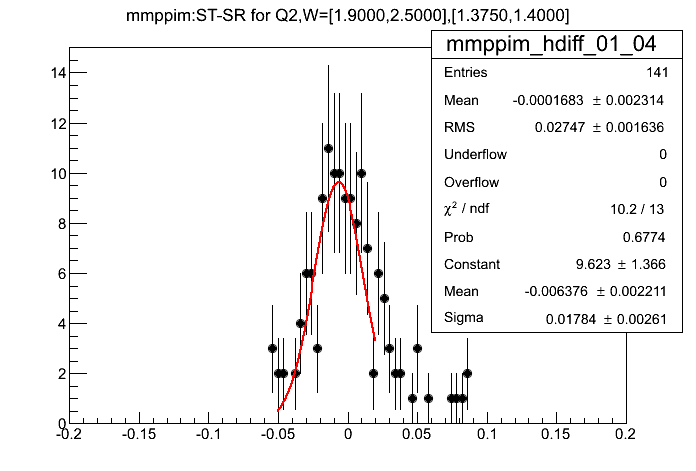 mmppim:ST-SR for Q2,W=[1.9000,2.5000],[1.3750,1.4000]
mmppim_hdiff_01_04
Entries 141
Mean -0.0001683 ± 0.002314
RMS 0.02747 ± 0.001636
Underflow 0
Overflow 0
χ² / ndf 10.2 / 13
Prob 0.6774
Constant 9.623 ± 1.366
Mean -0.006376 ± 0.002211
Sigma 0.01784 ± 0.00261
14
12
10
8
6
4
2
0
-0.2 -0.15 -0.1 -0.05 0 0.05 0.1 0.15 0.2